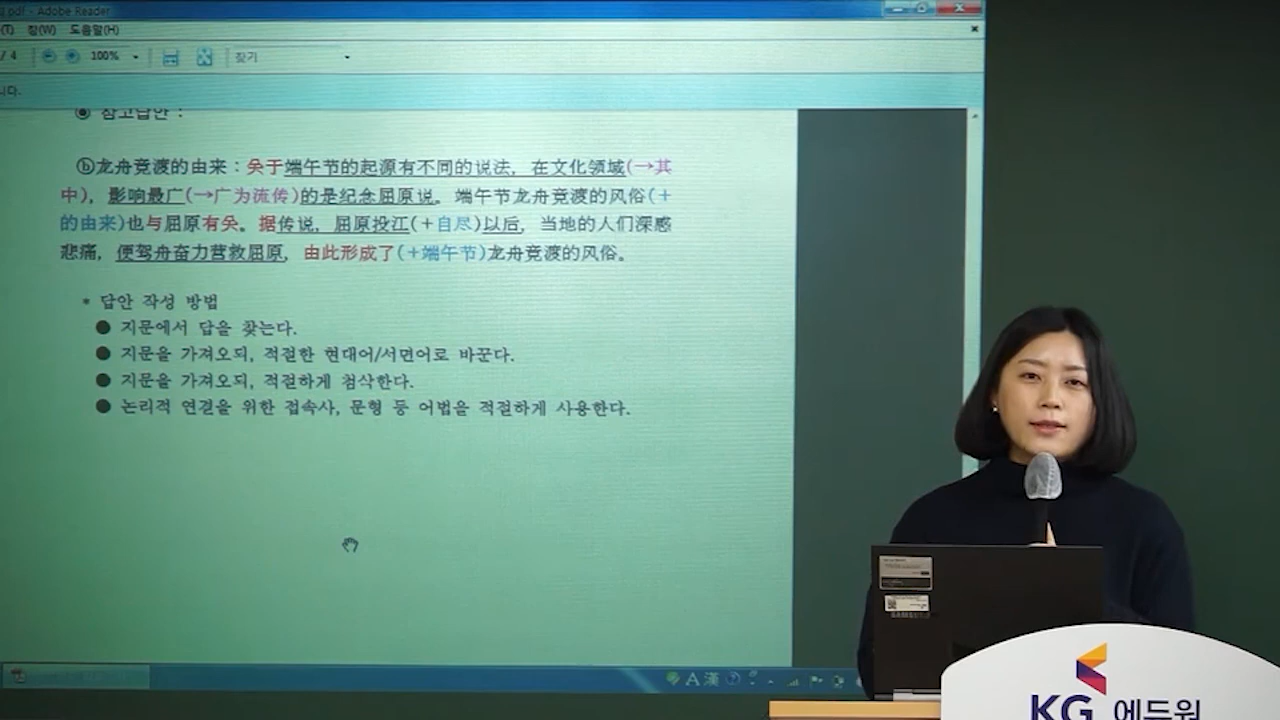 .pdf - Adobe Reader
(T) 창(W) 도움말(H)
/ 4 100% 찾기
니다.
◉ 참고답안 :
ⓑ龙舟竞渡的由来：关于端午节的起源有不同的说法，在文化领域(→其
中)，影响最广(→广为流传)的是纪念屈原说。端午节龙舟竞渡的风俗(+
的由来)也与屈原有关。据传说，屈原投江(+自尽)以后，当地的人们深感
悲痛，便驾舟奋力营救屈原，由此形成了(+端午节)龙舟竞渡的风俗。
* 답안 작성 방법
● 지문에서 답을 찾는다.
● 지문을 가져오되, 적절한 현대어/서면어로 바꾼다.
● 지문을 가져오되, 적절하게 첨삭한다.
● 논리적 연결을 위한 접속사, 문형 등 어법을 적절하게 사용한다.
A 漢
SAMSUNG
KG 에듀원